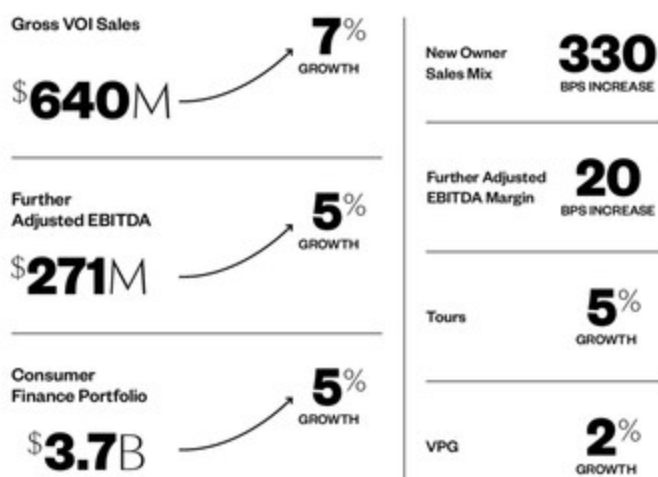 Gross VOI Sales
$640M
7%
GROWTH
Further
Adjusted EBITDA
$271M
5%
GROWTH
Consumer
Finance Portfolio
$3.7B
5%
GROWTH
New Owner
Sales Mix
330
BPS INCREASE
Further Adjusted
EBITDA Margin
20
BPS INCREASE
Tours
5%
GROWTH
VPG
2%
GROWTH